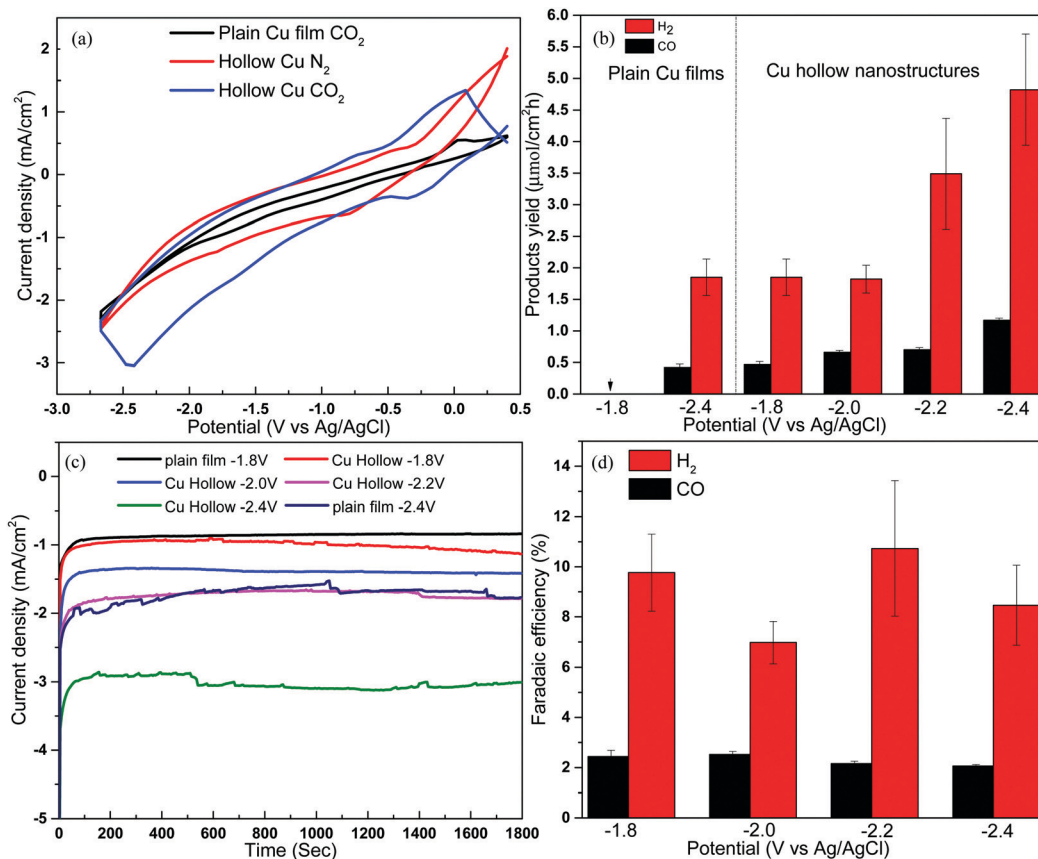 (a)
Plain Cu film CO₂
Hollow Cu N₂
Hollow Cu CO₂
Current density (mA/cm²)
2
1
0
-1
-2
-3
-3.0 -2.5 -2.0 -1.5 -1.0 -0.5 0.0 0.5
Potential (V vs Ag/AgCl)
(b)
H₂
CO
Plain Cu films
Cu hollow nanostructures
Products yield (µmol/cm²h)
6.0
5.5
5.0
4.5
4.0
3.5
3.0
2.5
2.0
1.5
1.0
0.5
0.0
-1.8 -2.4 -1.8 -2.0 -2.2 -2.4
Potential (V vs Ag/AgCl)
(c)
plain film -1.8V Cu Hollow -1.8V
Cu Hollow -2.0V Cu Hollow -2.2V
Cu Hollow -2.4V plain film -2.4V
Current density (mA/cm²)
0
-1
-2
-3
-4
-5
0 200 400 600 800 1000 1200 1400 1600 1800
Time (Sec)
(d)
H₂
CO
Faradaic efficiency (%)
14
12
10
8
6
4
2
0
-1.8 -2.0 -2.2 -2.4
Potential (V vs Ag/AgCl)